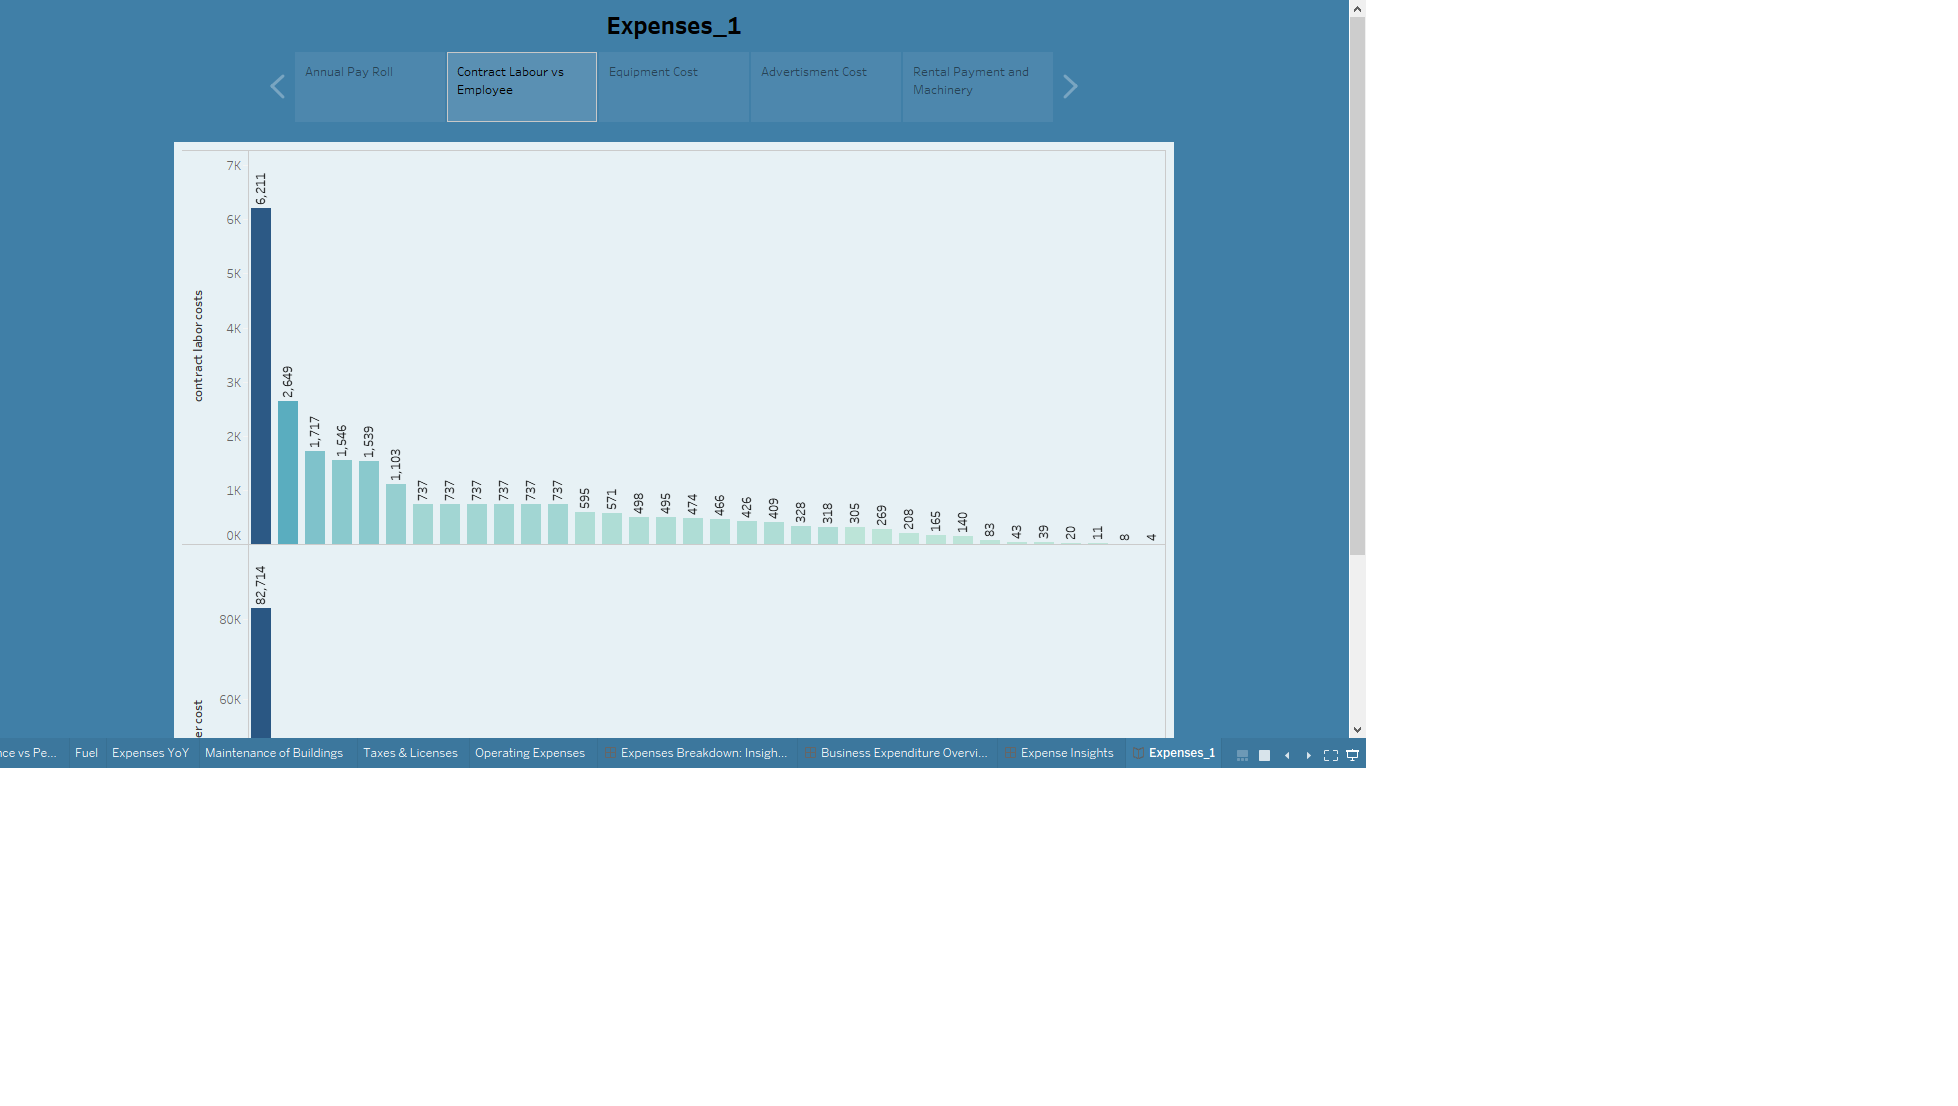 Expenses_1
Annual Pay Roll
Contract Labour vs
Employee
Equipment Cost
Advertisment Cost
Rental Payment and
Machinery
7K
6K
5K
4K
3K
2K
1K
0K
contract labor costs
6,211
2,649
1,717
1,546
1,539
1,103
737
737
737
737
737
737
595
571
498
495
474
466
426
409
328
318
305
269
208
165
140
83
43
39
20
11
8
4
82,714
80K
60K
er cost
nce vs Pe...
Fuel
Expenses YoY
Maintenance of Buildings
Taxes & Licenses
Operating Expenses
Expenses Breakdown: Insigh...
Business Expenditure Overvi...
Expense Insights
Expenses_1